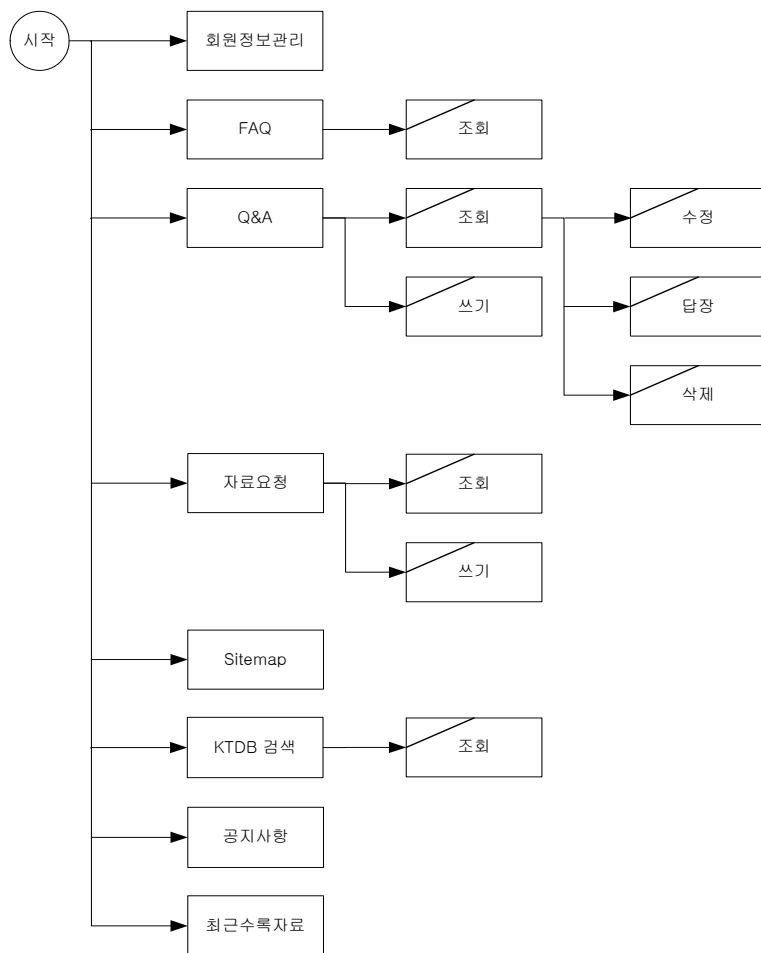 시작
회원정보관리
FAQ
조회
Q&A
조회
수정
쓰기
답장
삭제
자료요청
조회
쓰기
Sitemap
KTDB 검색
조회
공지사항
최근수록자료